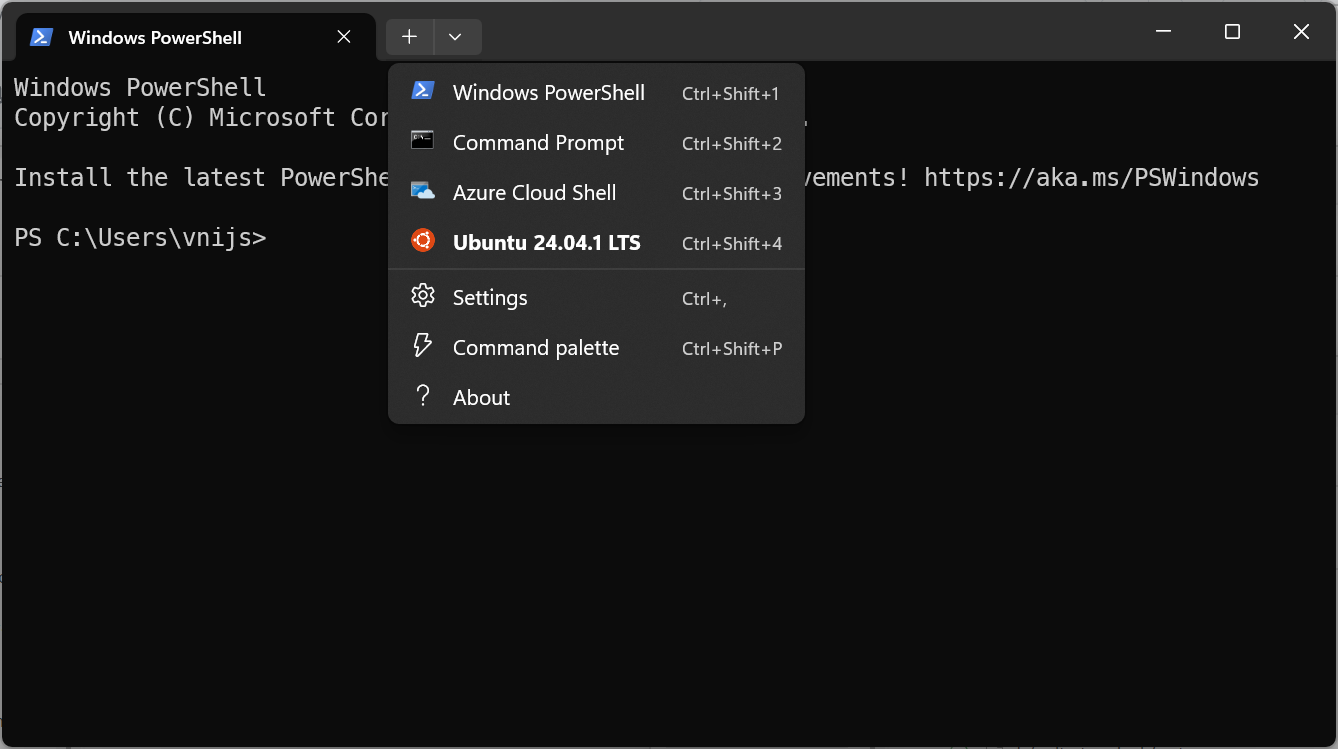 Windows PowerShell
Windows PowerShell
Copyright (C) Microsoft Cor
.
Install the latest PowerShe
vements! https://aka.ms/PSWindows
PS C:\Users\vnijs>
Windows PowerShell Ctrl+Shift+1
Command Prompt Ctrl+Shift+2
Azure Cloud Shell Ctrl+Shift+3
Ubuntu 24.04.1 LTS Ctrl+Shift+4
Settings Ctrl+,
Command palette Ctrl+Shift+P
About